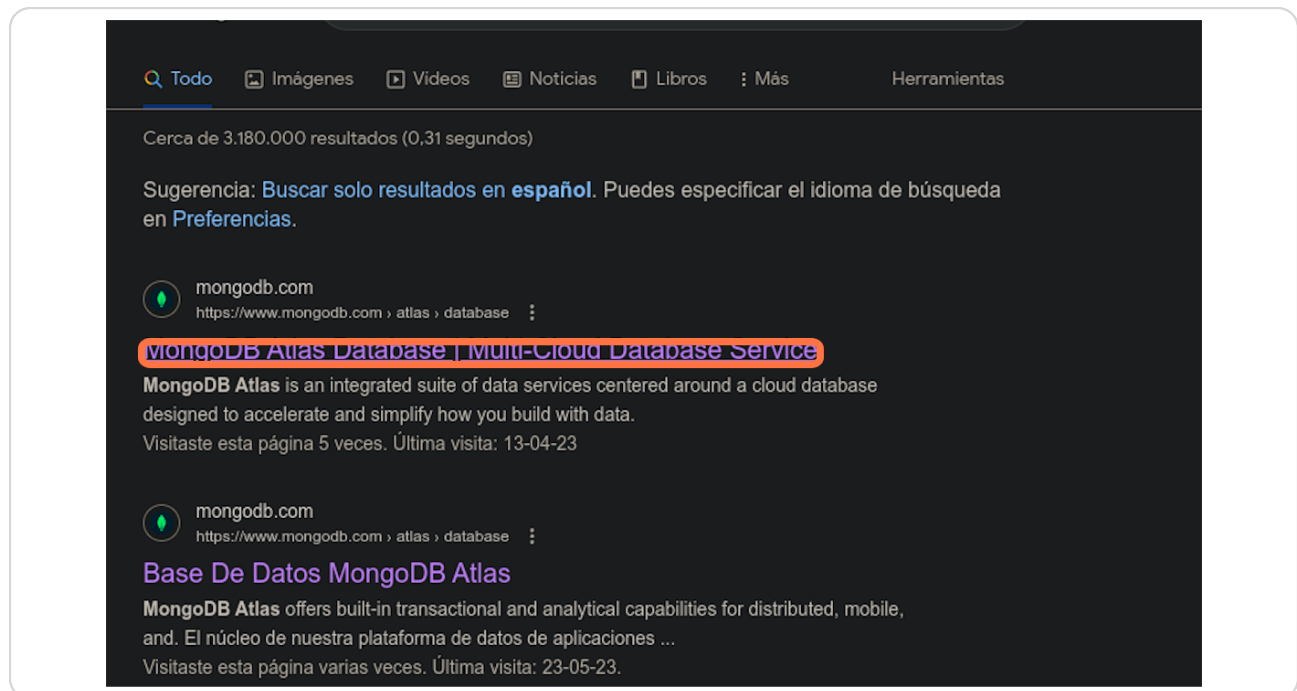 Todo Imágenes Videos Noticias Libros Más Herramientas
Cerca de 3.180.000 resultados (0,31 segundos)
Sugerencia: Buscar solo resultados en español. Puedes especificar el idioma de búsqueda
en Preferencias.
mongodb.com
https://www.mongodb.com › atlas › database
MongoDB Atlas Database | Multi-Cloud Database Service
MongoDB Atlas is an integrated suite of data services centered around a cloud database
designed to accelerate and simplify how you build with data.
Visitaste esta página 5 veces. Última visita: 13-04-23
mongodb.com
https://www.mongodb.com › atlas › database
Base De Datos MongoDB Atlas
MongoDB Atlas offers built-in transactional and analytical capabilities for distributed, mobile,
and. El núcleo de nuestra plataforma de datos de aplicaciones ...
Visitaste esta página varias veces. Última visita: 23-05-23.